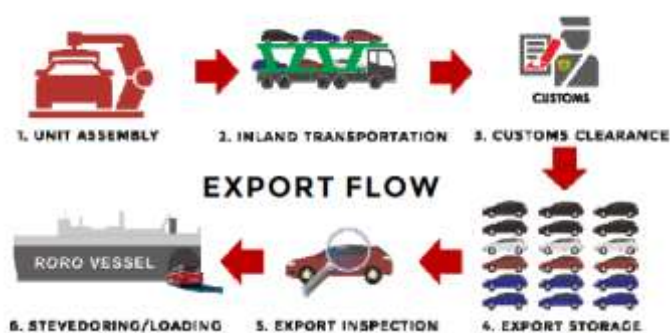 CUSTOMS
1. UNIT ASSEMBLY
2. INLAND TRANSPORTATION
3. CUSTOMS CLEARANCE
EXPORT FLOW
RORO VESSEL
6. STEVEDORING/LOADING
5. EXPORT INSPECTION
4. EXPORT STORAGE